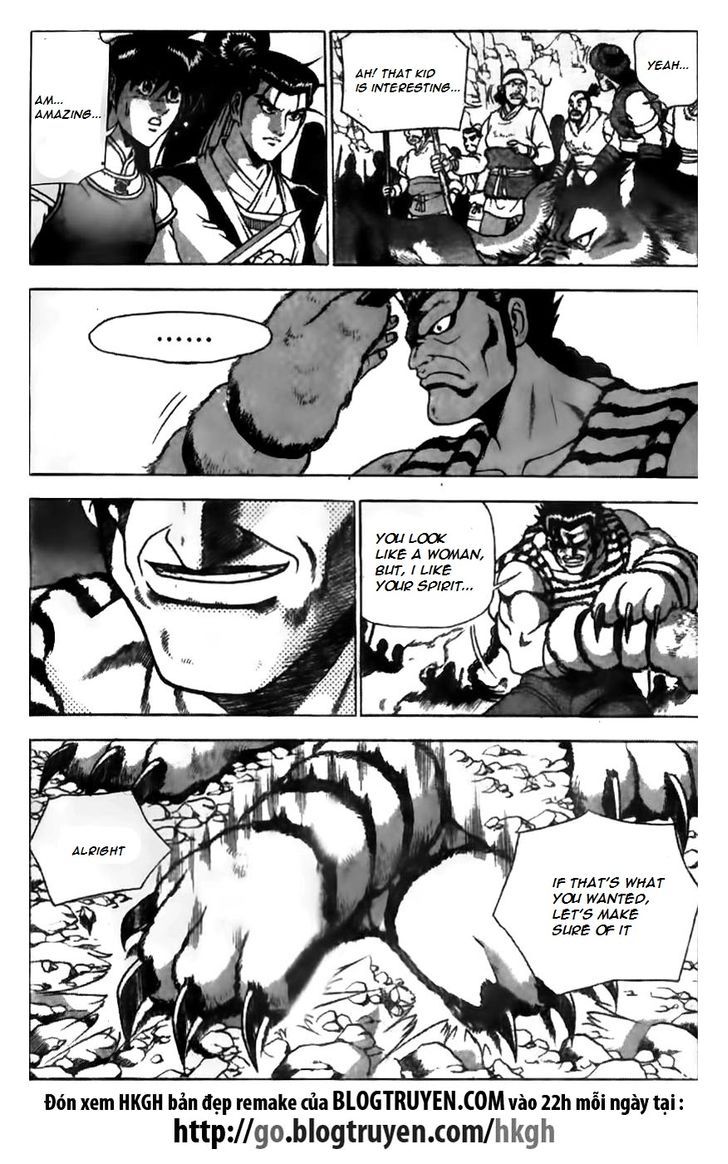 AM...
AMAZING...
AH! THAT KID
IS INTERESTING...
YEAH...
......
YOU LOOK
LIKE A WOMAN,
BUT, I LIKE
YOUR SPIRIT...
ALRIGHT
IF THAT'S WHAT
YOU WANTED,
LET'S MAKE
SURE OF IT
Đón xem HKGH bản đẹp remake của BLOGTRUYEN.COM vào 22h mỗi ngày tại :
http://go.blogtruyen.com/hkgh